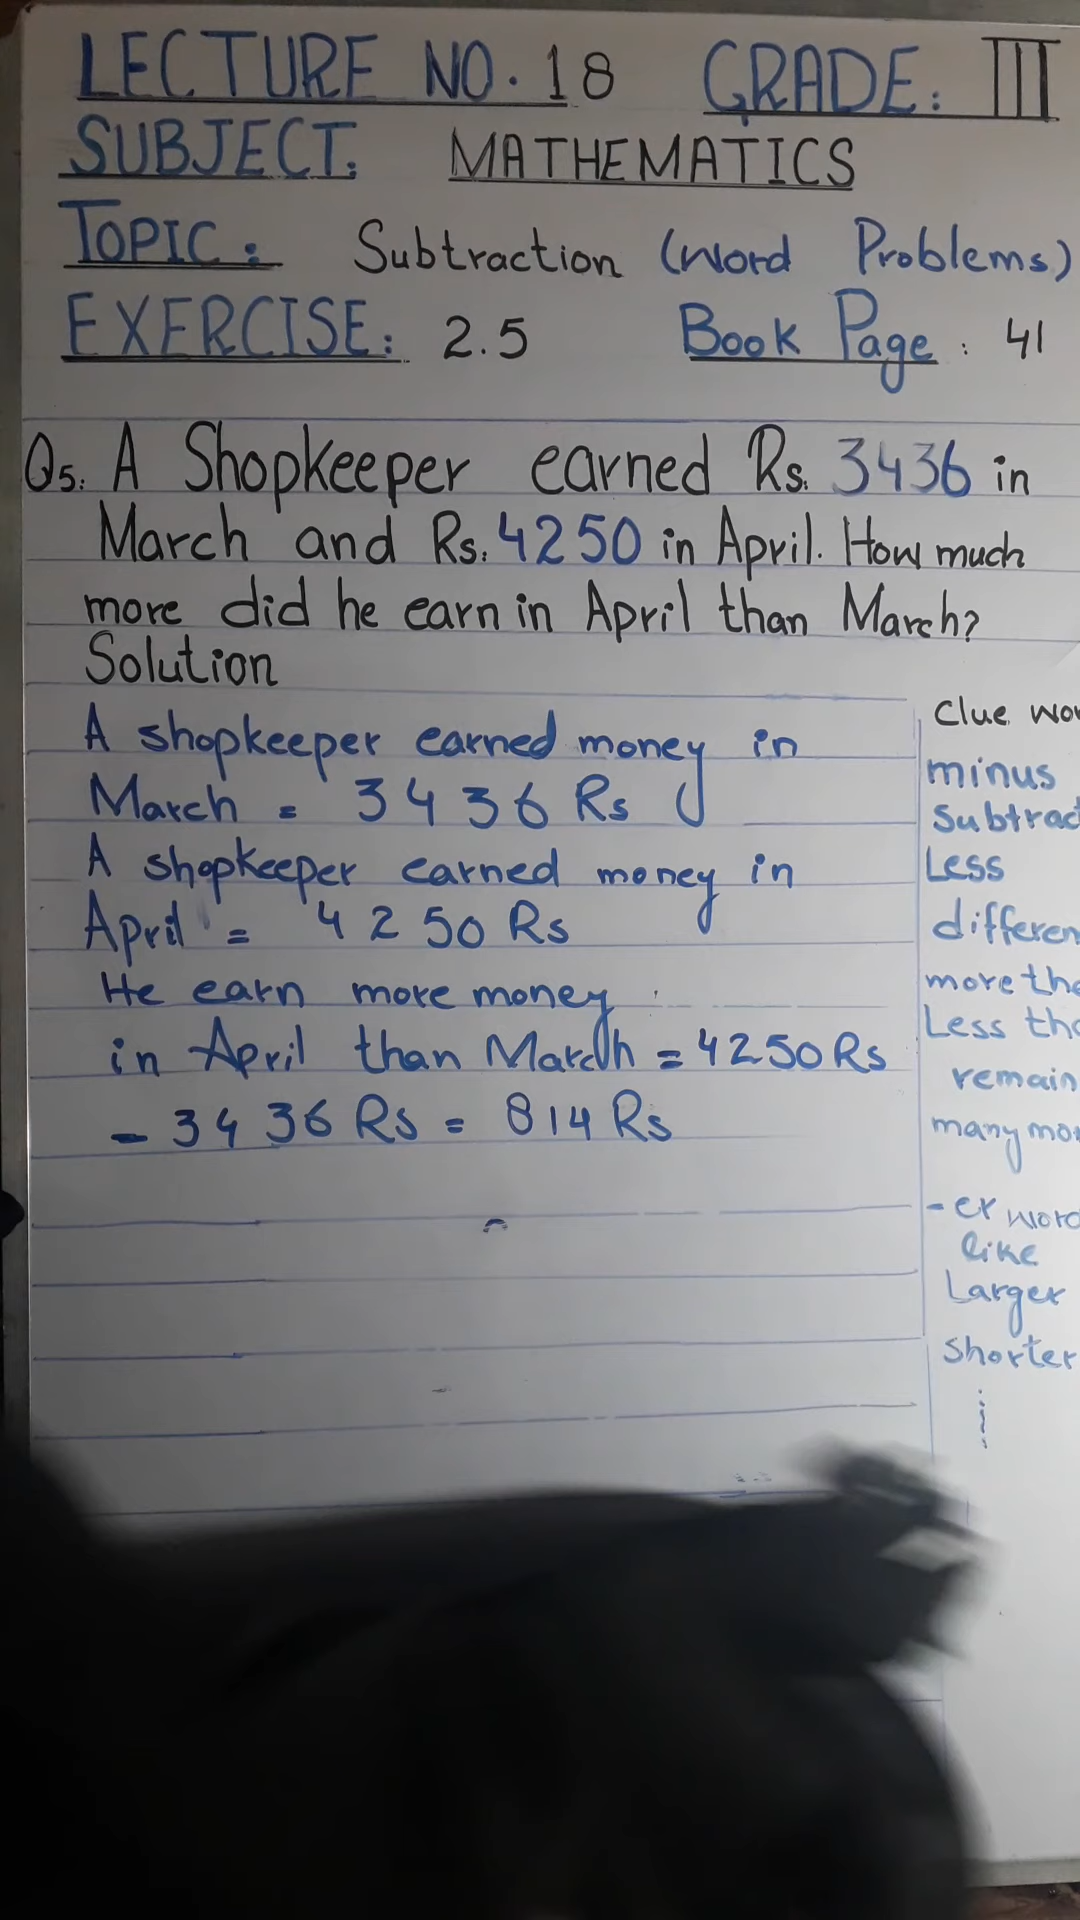 LECTURE NO. 18 GRADE: III
SUBJECT: MATHEMATICS
TOPIC: Subtraction (Word Problems)
EXERCISE: 2.5 Book Page: 41
Q5. A Shopkeeper earned Rs. 3436 in
March and Rs. 4250 in April. How much
more did he earn in April than March?
Solution
A shopkeeper earned money in
March = 3436 Rs
A shopkeeper earned money in
April = 4250 Rs
He earn more money
in April than March = 4250 Rs
- 3436 Rs = 814 Rs
Clue
minus
Less
many
-er
like
Larger
shorter